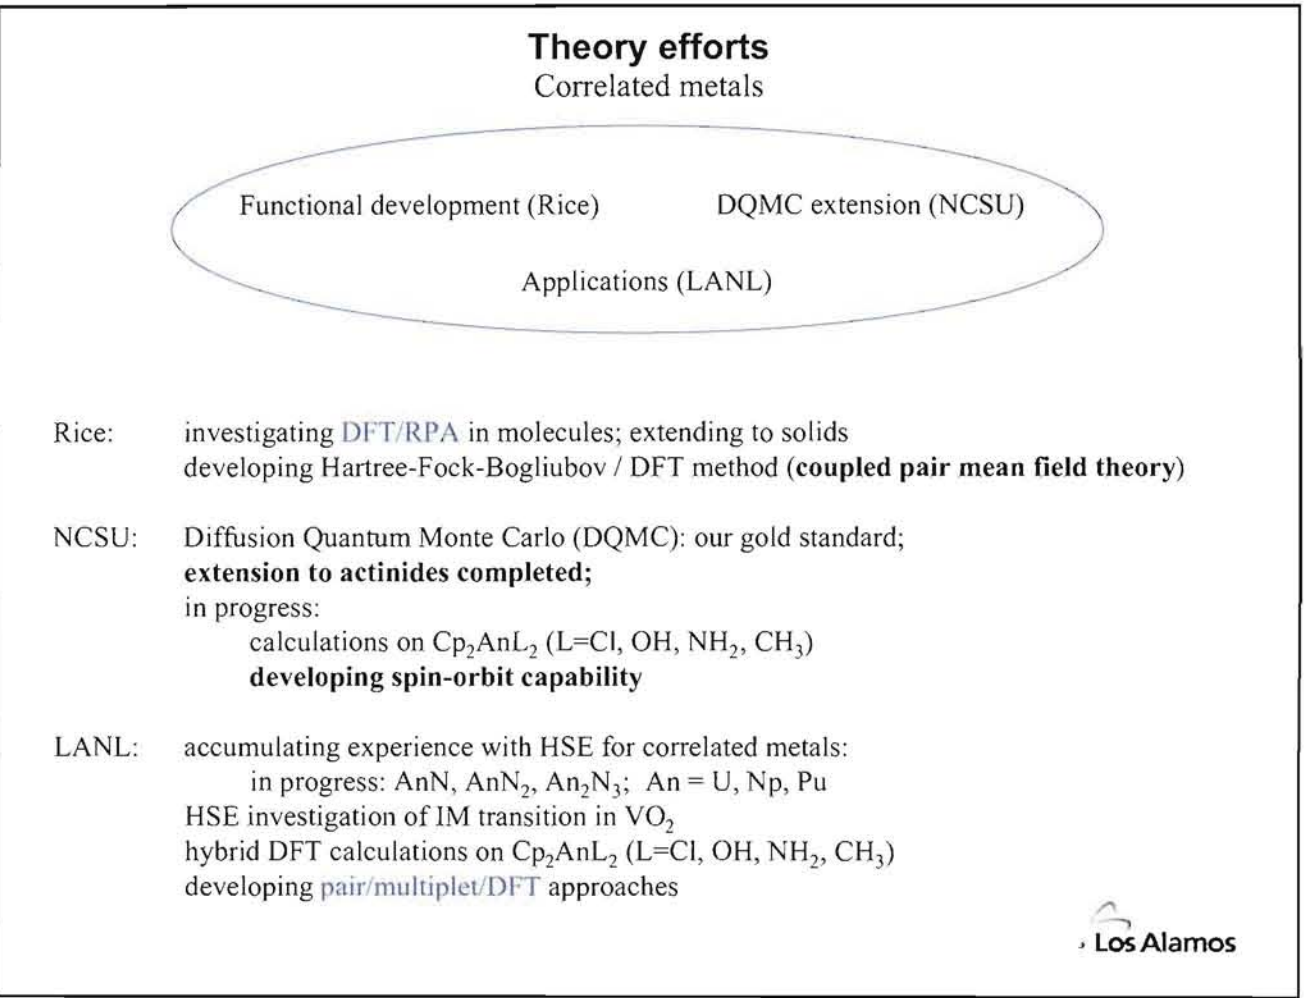 Theory efforts
Correlated metals
Functional development (Rice) DQMC extension (NCSU)
Applications (LANL)
Rice: investigating DFT/RPA in molecules; extending to solids
developing Hartree-Fock-Bogliubov / DFT method (coupled pair mean field theory)
NCSU: Diffusion Quantum Monte Carlo (DQMC): our gold standard;
extension to actinides completed;
in progress:
calculations on Cp₂AnL₂ (L=Cl, OH, NH₂, CH₃)
developing spin-orbit capability
LANL: accumulating experience with HSE for correlated metals:
in progress: AnN, AnN₂, An₂N₃; An = U, Np, Pu
HSE investigation of IM transition in VO₂
hybrid DFT calculations on Cp₂AnL₂ (L=Cl, OH, NH₂, CH₃)
developing pair/multiplet/DFT approaches
Los Alamos